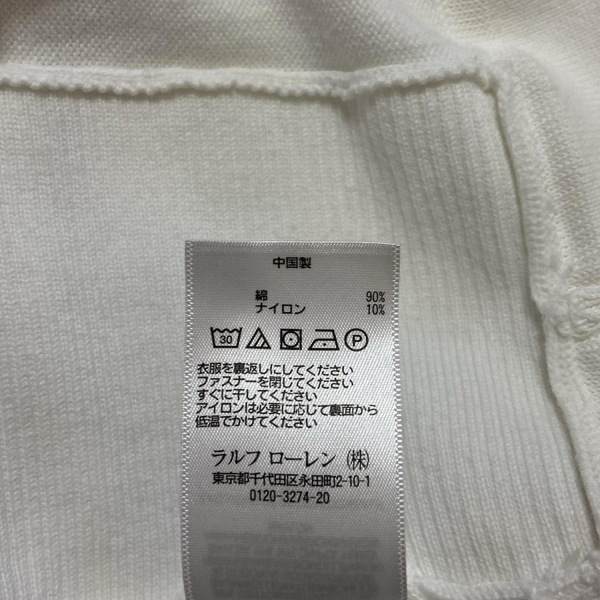 中国製
綿 90%
ナイロン 10%
30 P
衣服を裏返しにしてください
ファスナーを閉じてください
すぐに干してください
アイロンは必要に応じて裏面から
低温でかけてください
ラルフ ローレン (株)
東京都千代田区永田町2-10-1
0120-3274-20